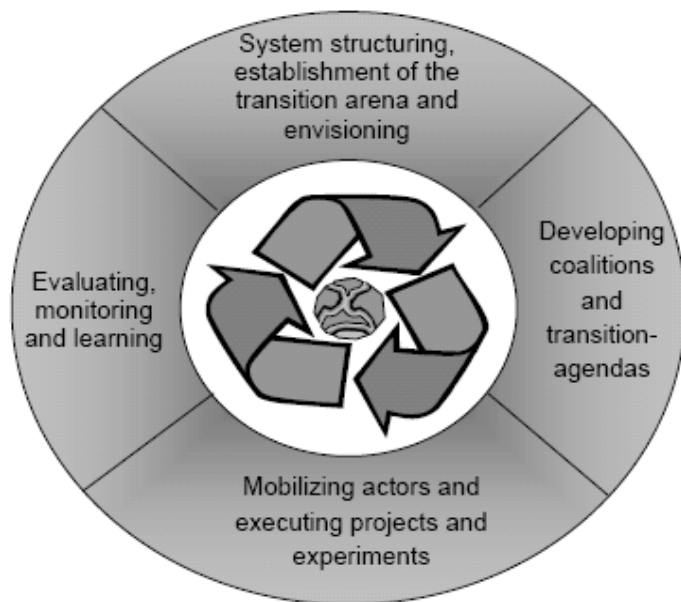 System structuring,
establishment of the
transition arena and
envisioning
Developing
coalitions
and
transition-
agendas
Mobilizing actors and
executing projects and
experiments
Evaluating,
monitoring
and learning